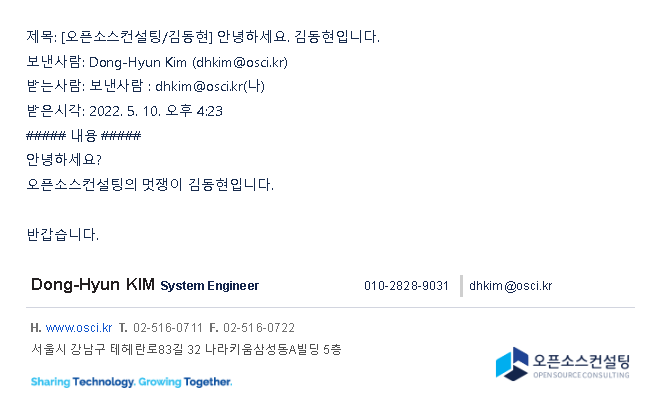 제목: [오픈소스컨설팅/김동현] 안녕하세요. 김동현입니다.
보낸사람: Dong-Hyun Kim (dhkim@osci.kr)
받는사람: 보낸사람 : dhkim@osci.kr(나)
받은시각: 2022. 5. 10. 오후 4:23
##### 내용 #####
안녕하세요?
오픈소스컨설팅의 멋쟁이 김동현입니다.
반갑습니다.
Dong-Hyun KIM System Engineer 010-2828-9031 dhkim@osci.kr
H. www.osci.kr T. 02-516-0711 F. 02-516-0722
서울시 강남구 테헤란로83길 32 나라키움삼성동A빌딩 5층
오픈소스컨설팅
OPEN SOURCE CONSULTING
Sharing Technology. Growing Together.